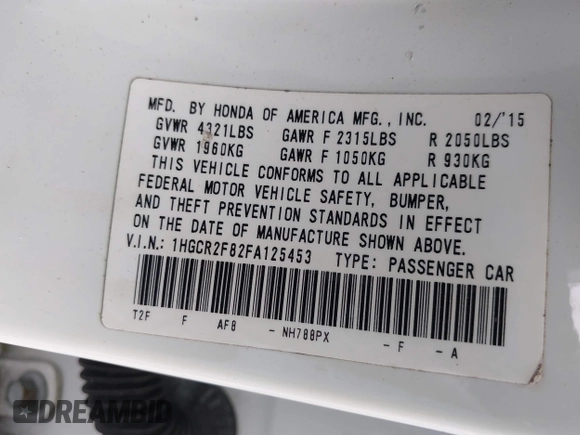 MFD. BY HONDA OF AMERICA MFG., INC. 02/'15
GVWR 4321LBS GAWR F 2315LBS R 2050LBS
GVWR 1960KG GAWR F 1050KG R 930KG
THIS VEHICLE CONFORMS TO ALL APPLICABLE
FEDERAL MOTOR VEHICLE SAFETY, BUMPER,
AND THEFT PREVENTION STANDARDS IN EFFECT
ON THE DATE OF MANUFACTURE SHOWN ABOVE.
V.I.N.: 1HGCR2F82FA125453 TYPE: PASSENGER CAR
T2F F AF8 - NH788PX - F - A
DREAMBID